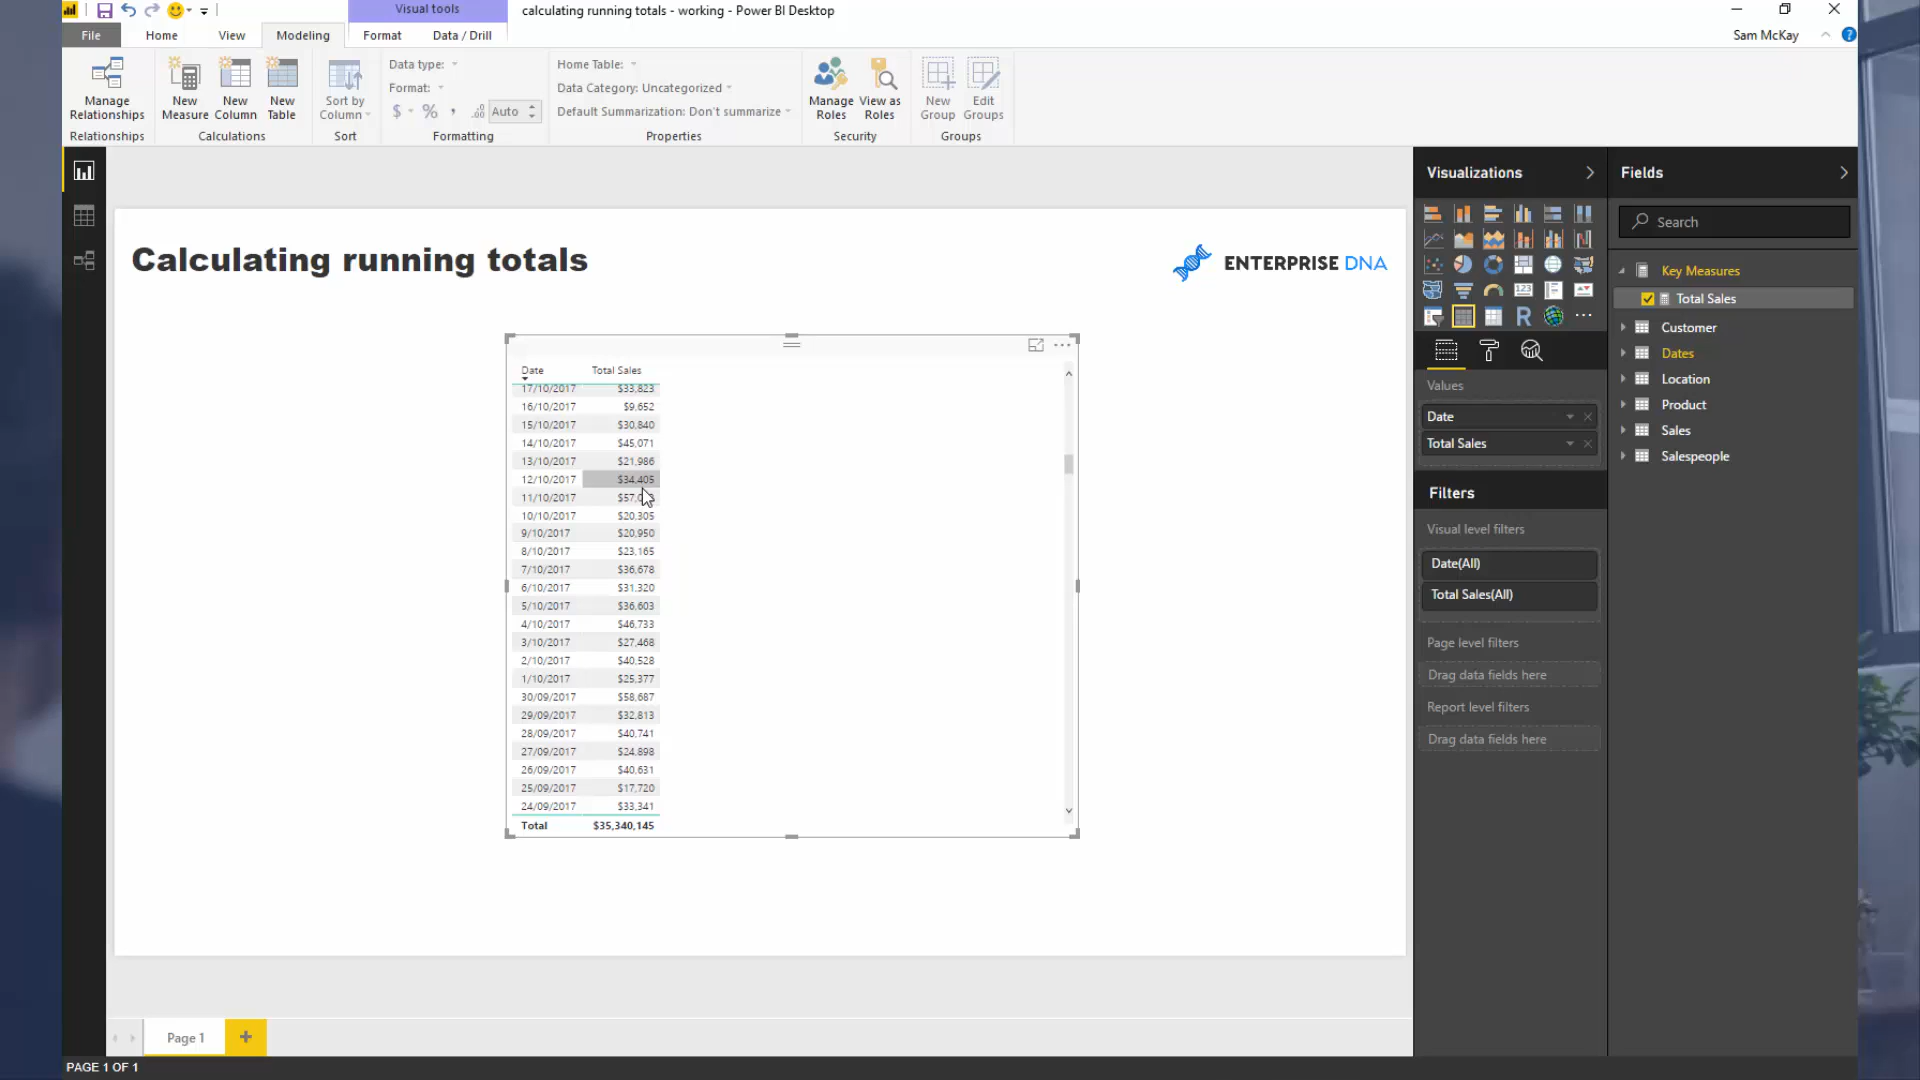 Visual tools
calculating running totals - working - Power BI Desktop
File
Home
View
Modeling
Format
Data / Drill
Sam McKay
Manage Relationships
New Measure
New Column
New Table
Sort by Column
Data type:
Format:
$ % , .00 Auto
Home Table:
Data Category: Uncategorized
Default Summarization: Don't summarize
Manage Roles
View as Roles
New Group
Edit Groups
Relationships
Calculations
Sort
Formatting
Properties
Security
Groups
Calculating running totals
ENTERPRISE DNA
Date Total Sales
17/10/2017 $33,823
16/10/2017 $9,652
15/10/2017 $30,840
14/10/2017 $45,071
13/10/2017 $21,986
12/10/2017 $34,405
11/10/2017
10/10/2017 $20,305
9/10/2017 $20,950
8/10/2017 $23,165
7/10/2017 $36,678
6/10/2017 $31,320
5/10/2017 $36,603
4/10/2017 $46,733
3/10/2017 $27,468
2/10/2017 $40,528
1/10/2017 $25,377
30/09/2017 $58,687
29/09/2017 $32,813
28/09/2017 $40,741
27/09/2017 $24,898
26/09/2017 $40,631
25/09/2017 $17,720
24/09/2017 $33,341
Total $35,340,145
Visualizations
123
R
Values
Date
Total Sales
Filters
Visual level filters
Date(All)
Total Sales(All)
Page level filters
Drag data fields here
Report level filters
Drag data fields here
Fields
Search
Key Measures
Total Sales
Customer
Dates
Location
Product
Sales
Salespeople
Page 1
PAGE 1 OF 1